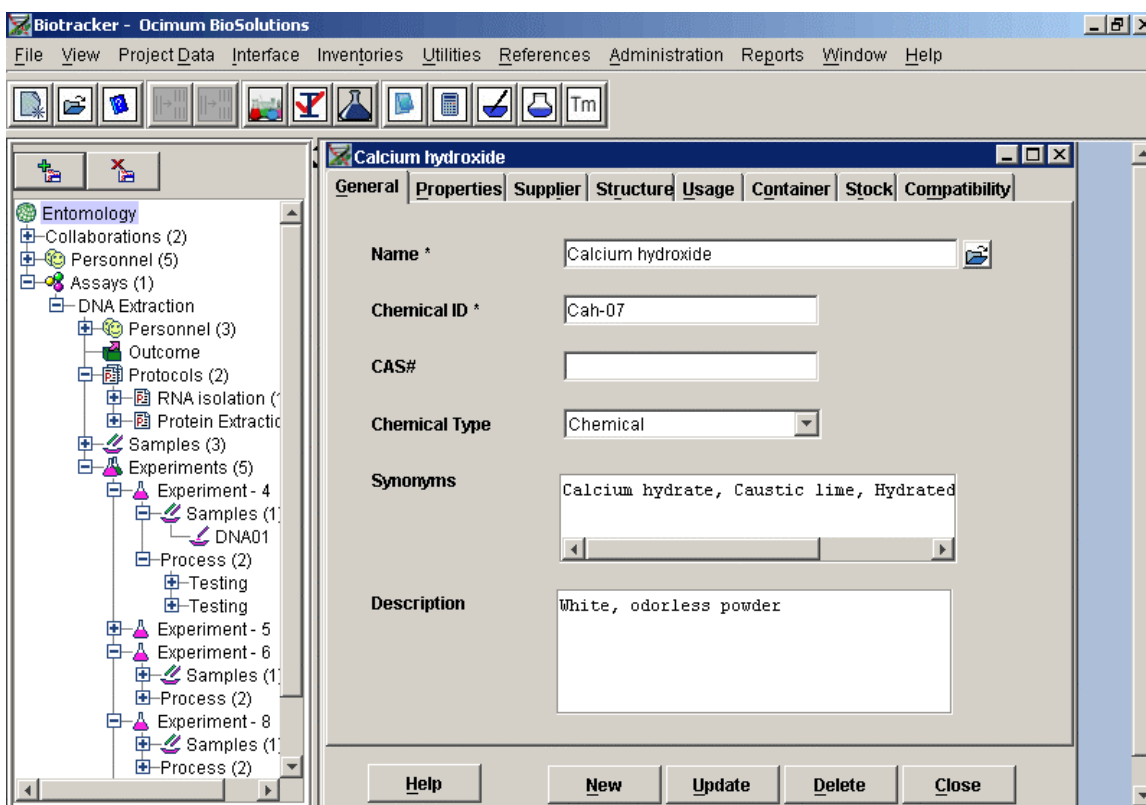 Biotracker - Ocimum BioSolutions
File View Project Data Interface Inventories Utilities References Administration Reports Window Help
Tm
Entomology
Collaborations (2)
Personnel (5)
Assays (1)
DNA Extraction
Personnel (3)
Outcome
Protocols (2)
RNA isolation (
Protein Extractio
Samples (3)
Experiments (5)
Experiment - 4
Samples (1)
DNA01
Process (2)
Testing
Testing
Experiment - 5
Experiment - 6
Samples (1)
Process (2)
Experiment - 8
Samples (1)
Process (2)
Calcium hydroxide
General Properties Supplier Structure Usage Container Stock Compatibility
Name * Calcium hydroxide
Chemical ID * Cah-07
CAS#
Chemical Type Chemical
Synonyms Calcium hydrate, Caustic lime, Hydrated
Description White, odorless powder
Help New Update Delete Close